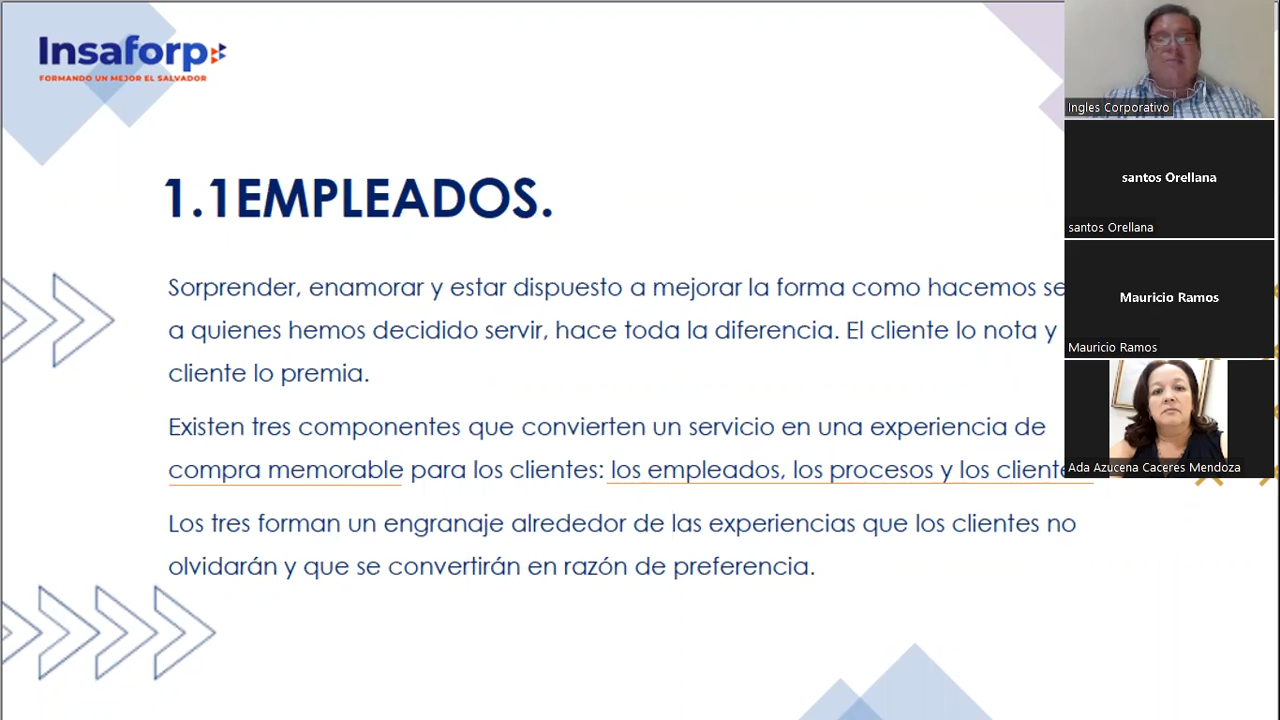 Insaforp
FORMANDO UN MEJOR EL SALVADOR
1.1EMPLEADOS.
Sorprender, enamorar y estar dispuesto a mejorar la forma como hacemos se
a quienes hemos decidido servir, hace toda la diferencia. El cliente lo nota y
cliente lo premia.
Existen tres componentes que convierten un servicio en una experiencia de
compra memorable para los clientes: los empleados, los procesos y los cliente
Los tres forman un engranaje alrededor de las experiencias que los clientes no
olvidarán y que se convertirán en razón de preferencia.
Ingles Corporativo
santos Orellana
santos Orellana
Mauricio Ramos
Mauricio Ramos
Ada Azucena Caceres Mendoza